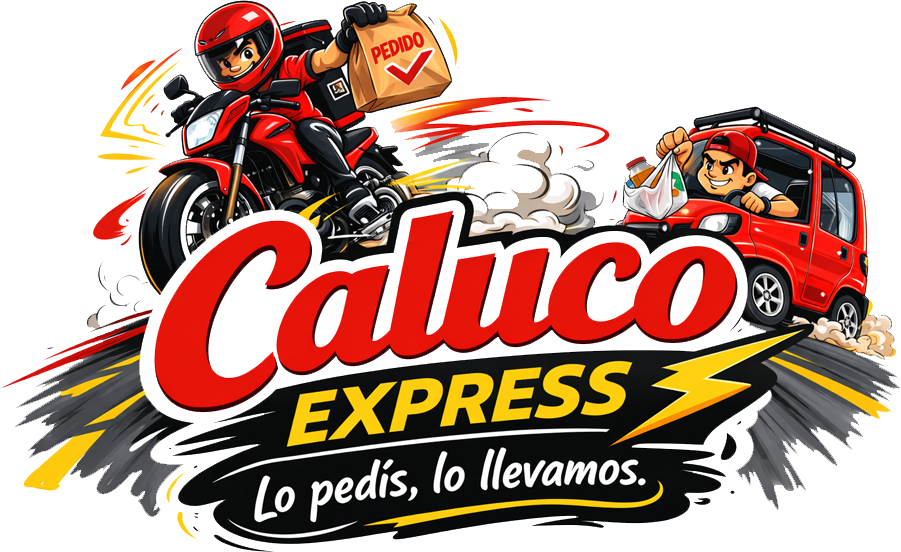 PEDIDO
Caluco
EXPRESS
Lo pedís, lo llevamos.